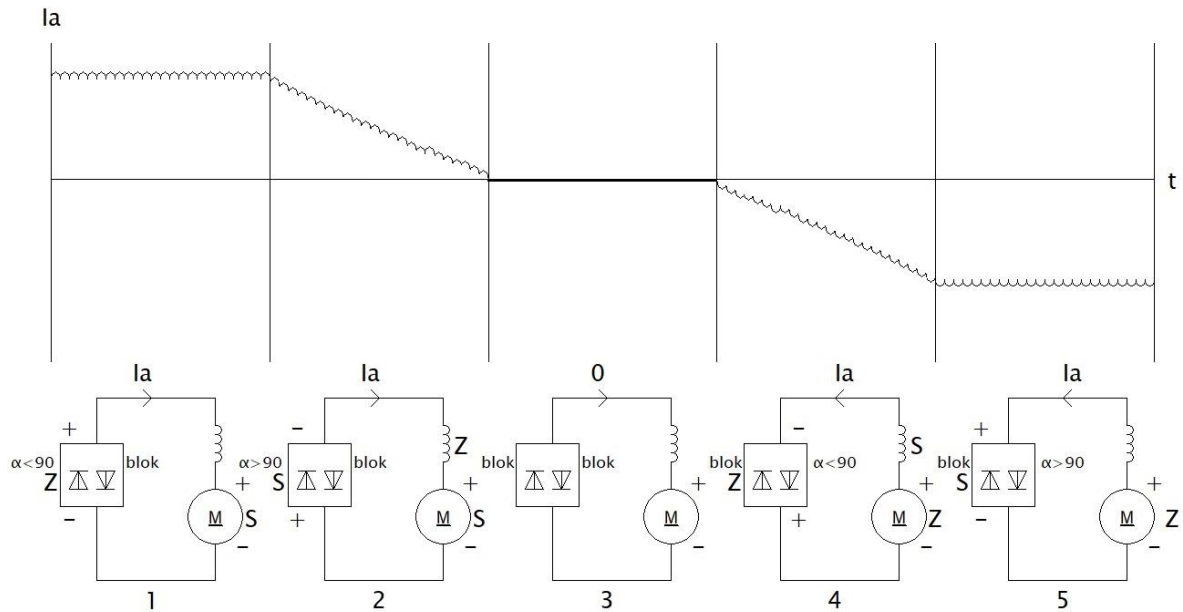 Ia
t
Ia Ia 0 Ia Ia
+ - - +
α<90 blok α>90 Z blok blok blok blok α<90 S blok α>90
Z + S + + Z + S +
M S M S M M Z M Z
- - + - - + - - -
1 2 3 4 5